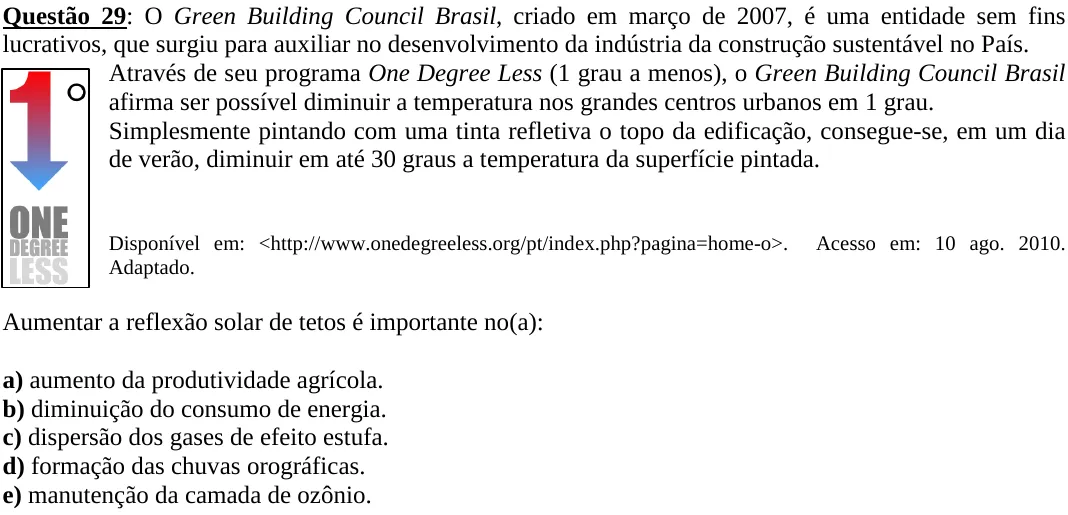 Questão 29: O Green Building Council Brasil, criado em março de 2007, é uma entidade sem fins
lucrativos, que surgiu para auxiliar no desenvolvimento da indústria da construção sustentável no País.
Através de seu programa One Degree Less (1 grau a menos), o Green Building Council Brasil
afirma ser possível diminuir a temperatura nos grandes centros urbanos em 1 grau.
Simplesmente pintando com uma tinta refletiva o topo da edificação, consegue-se, em um dia
de verão, diminuir em até 30 graus a temperatura da superfície pintada.
1°
ONE
DEGREE
LESS
Disponível em: <http://www.onedegreeless.org/pt/index.php?pagina=home-o>. Acesso em: 10 ago. 2010.
Adaptado.
Aumentar a reflexão solar de tetos é importante no(a):
a) aumento da produtividade agrícola.
b) diminuição do consumo de energia.
c) dispersão dos gases de efeito estufa.
d) formação das chuvas orográficas.
e) manutenção da camada de ozônio.